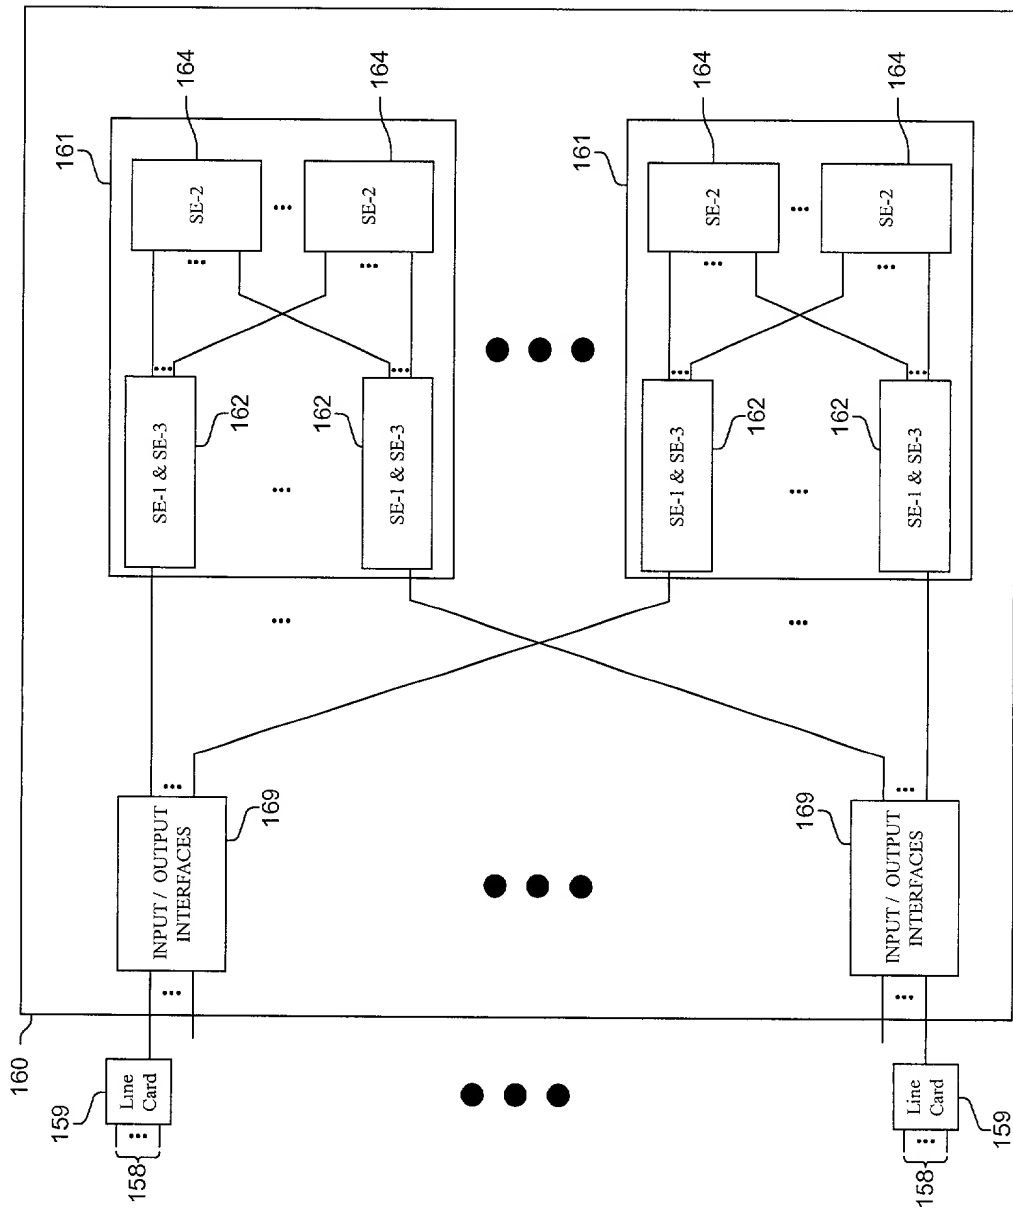 160
161
164
159
SE-2
158
Line
Card
INPUT / OUTPUT
INTERFACES
SE-1 & SE-3
162
169
164
SE-2
162
SE-1 & SE-3
161
164
SE-2
SE-1 & SE-3
162
169
164
SE-2
162
158
Line
Card
INPUT / OUTPUT
INTERFACES
SE-1 & SE-3
159